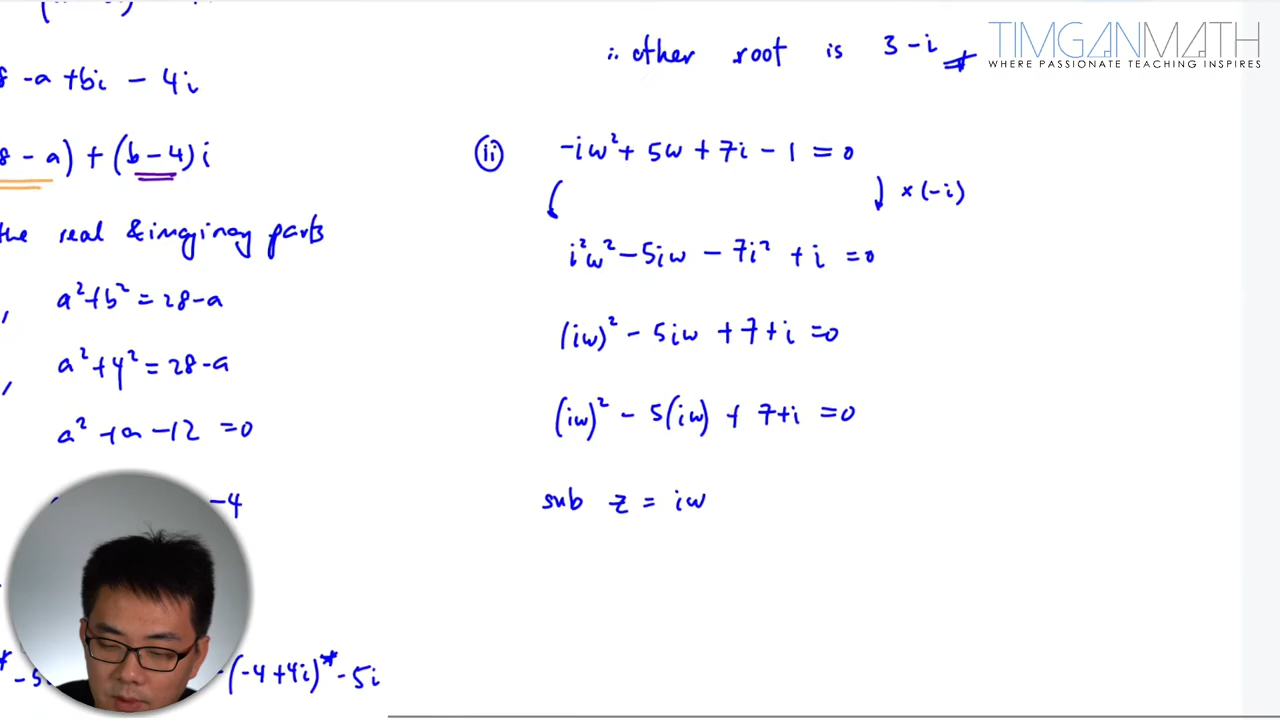 8 - a + bi - 4i
8 - a) + (b - 4)i
the real & imaginary parts
a² + b² = 28 - a
a² + 4² = 28 - a
a² + a - 12 = 0
-4
(-4 + 4i)* - 5i
∴ other root is 3 - i
TIMGANMATH
WHERE PASSIONATE TEACHING INSPIRES
(ii) -iw² + 5w + 7i - 1 = 0
× (-i)
i²w² - 5iw - 7i² + i = 0
(iw)² - 5iw + 7 + i = 0
(iw)² - 5(iw) + 7 + i = 0
sub z = iw